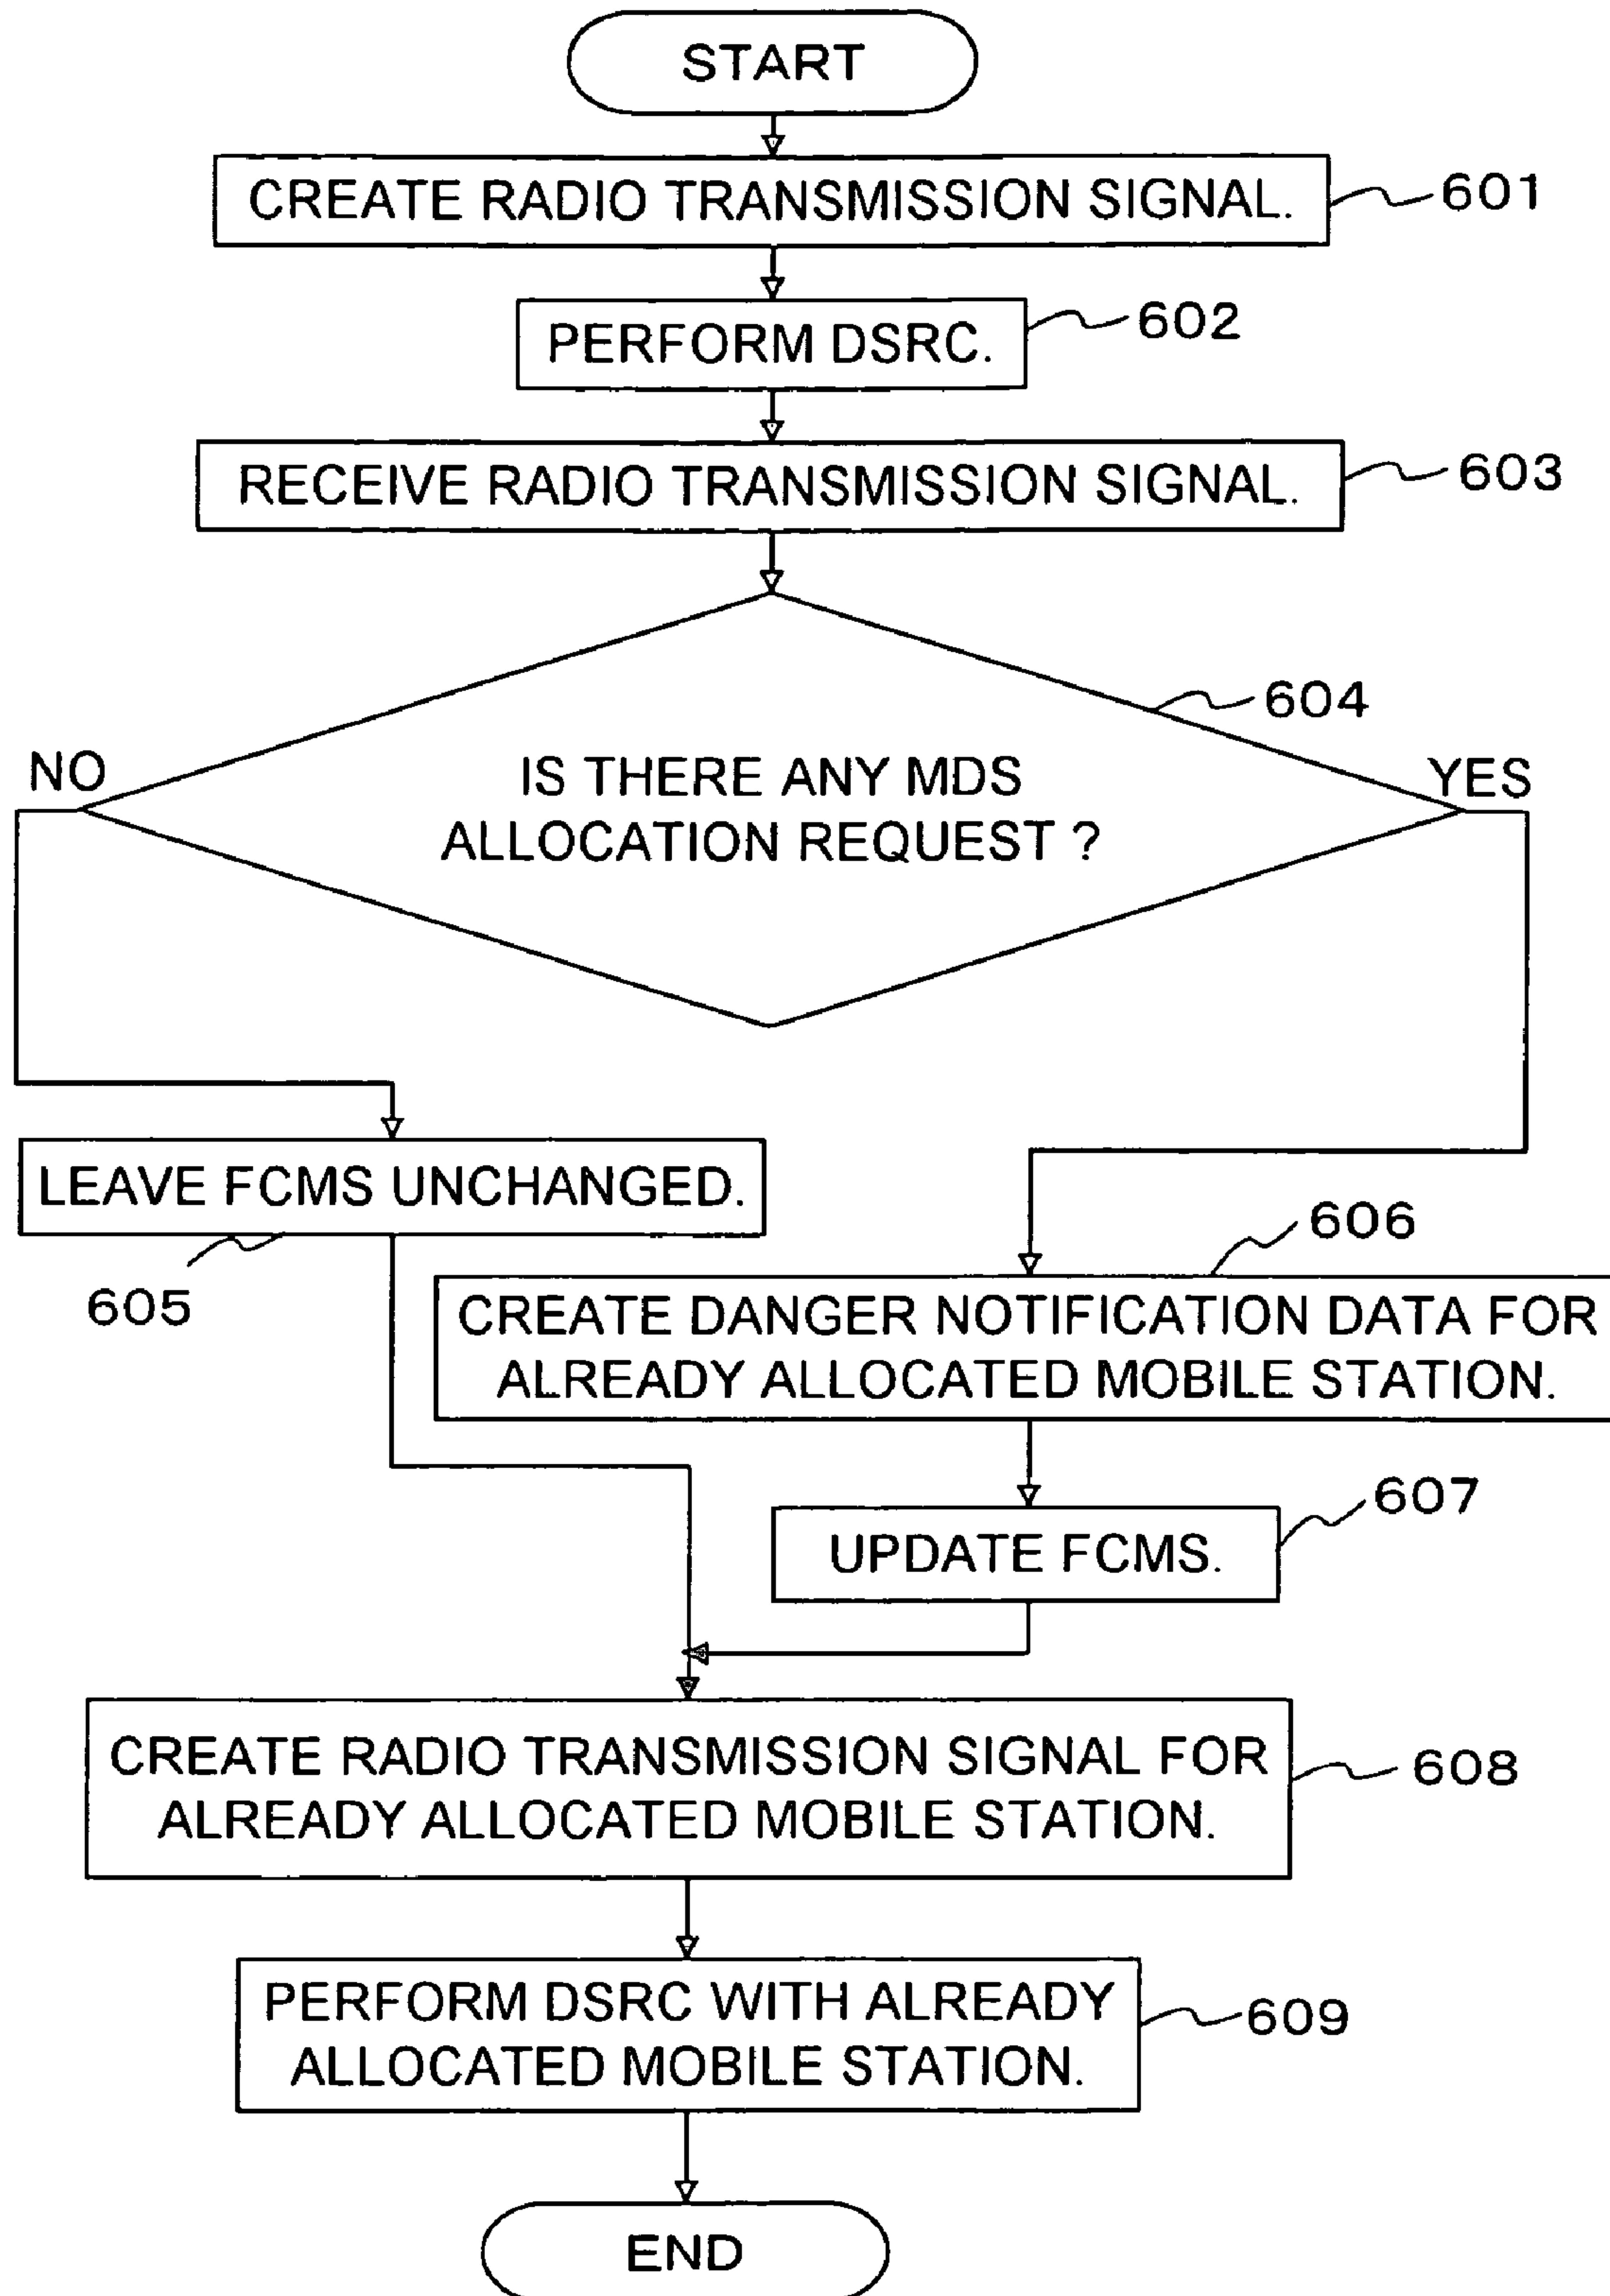 START
CREATE RADIO TRANSMISSION SIGNAL.
601
PERFORM DSRC.
602
RECEIVE RADIO TRANSMISSION SIGNAL.
603
604
NO
IS THERE ANY MDS
ALLOCATION REQUEST ?
YES
LEAVE FCMS UNCHANGED.
605
606
CREATE DANGER NOTIFICATION DATA FOR
ALREADY ALLOCATED MOBILE STATION.
607
UPDATE FCMS.
CREATE RADIO TRANSMISSION SIGNAL FOR
ALREADY ALLOCATED MOBILE STATION.
608
PERFORM DSRC WITH ALREADY
ALLOCATED MOBILE STATION.
609
END